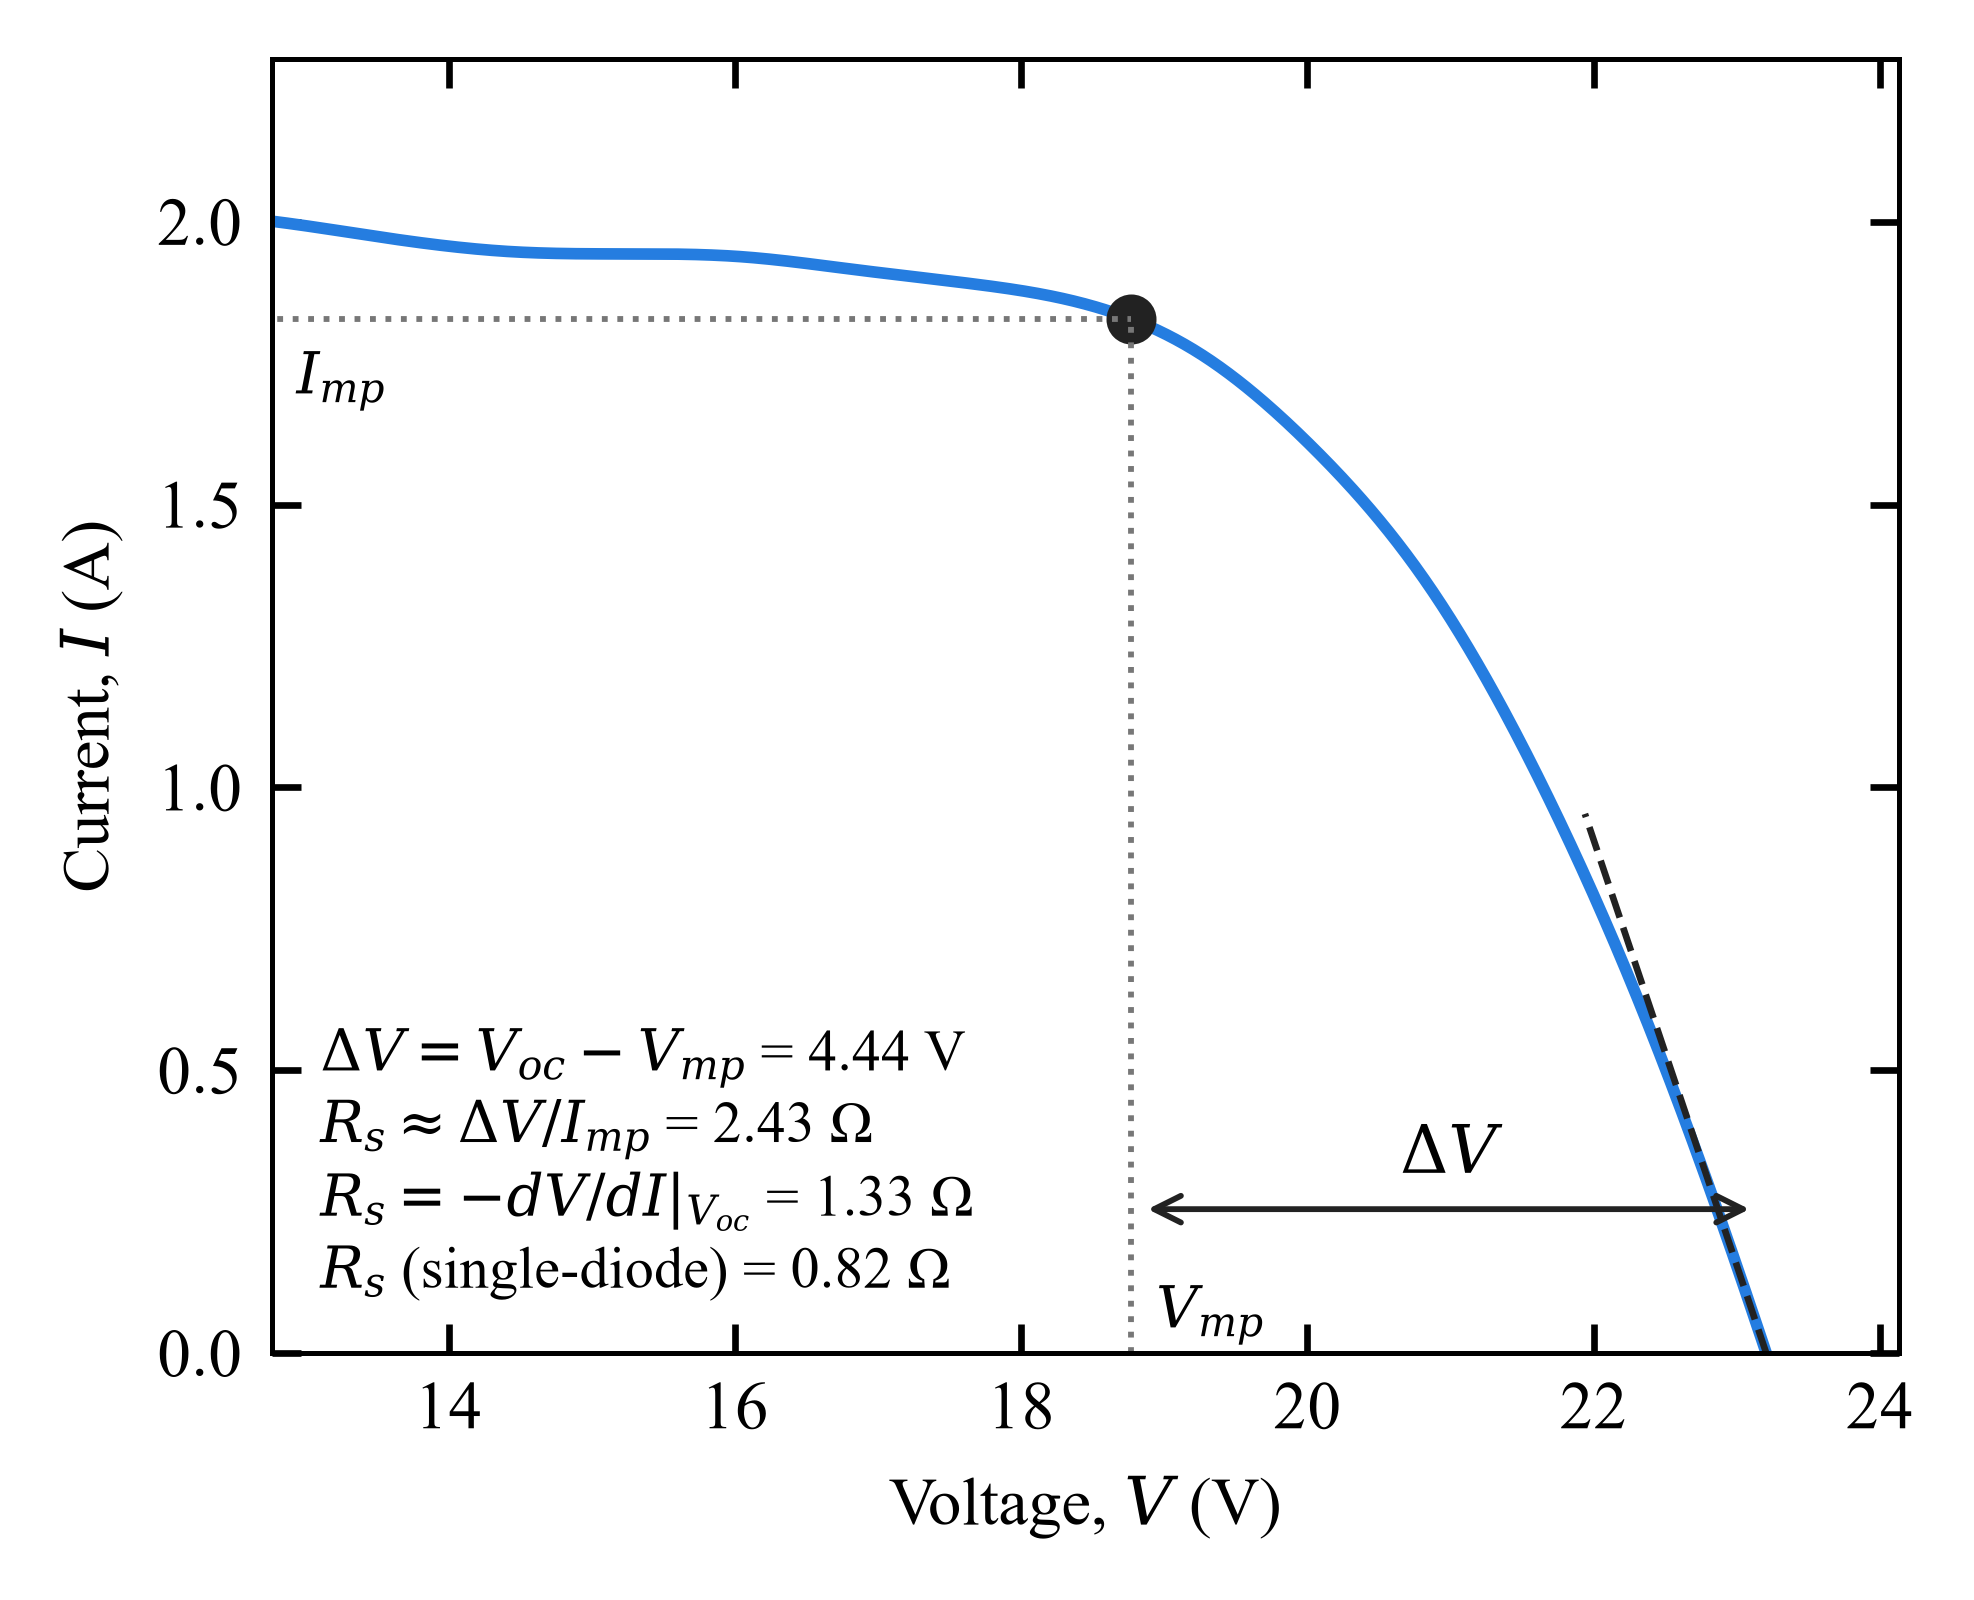 2.0
1.5
1.0
0.5
0.0
Current, I (A)
I_mp
ΔV = V_oc − V_mp = 4.44 V
R_s ≈ ΔV/I_mp = 2.43 Ω
R_s = −dV/dI|_V_oc = 1.33 Ω
R_s (single-diode) = 0.82 Ω
ΔV
V_mp
14 16 18 20 22 24
Voltage, V (V)